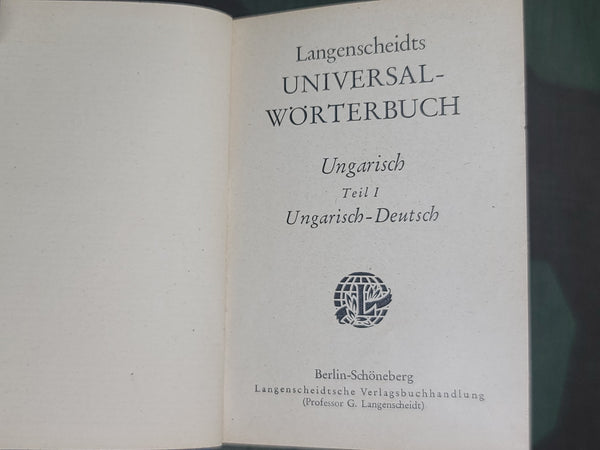 Langenscheidts
UNIVERSAL-
WÖRTERBUCH
Ungarisch
Teil I
Ungarisch-Deutsch
L
Berlin-Schöneberg
Langenscheidtsche Verlagsbuchhandlung
(Professor G. Langenscheidt)